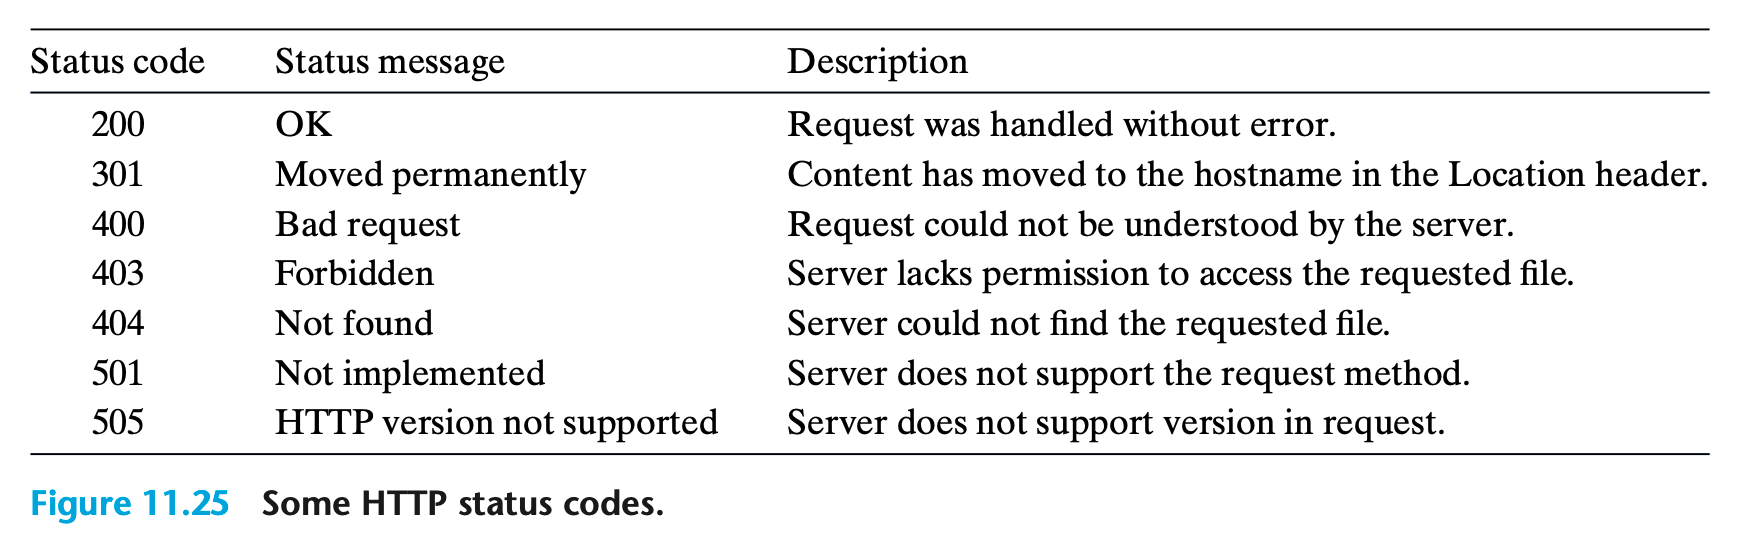 Status code Status message Description
200 OK Request was handled without error.
301 Moved permanently Content has moved to the hostname in the Location header.
400 Bad request Request could not be understood by the server.
403 Forbidden Server lacks permission to access the requested file.
404 Not found Server could not find the requested file.
501 Not implemented Server does not support the request method.
505 HTTP version not supported Server does not support version in request.
Figure 11.25 Some HTTP status codes.